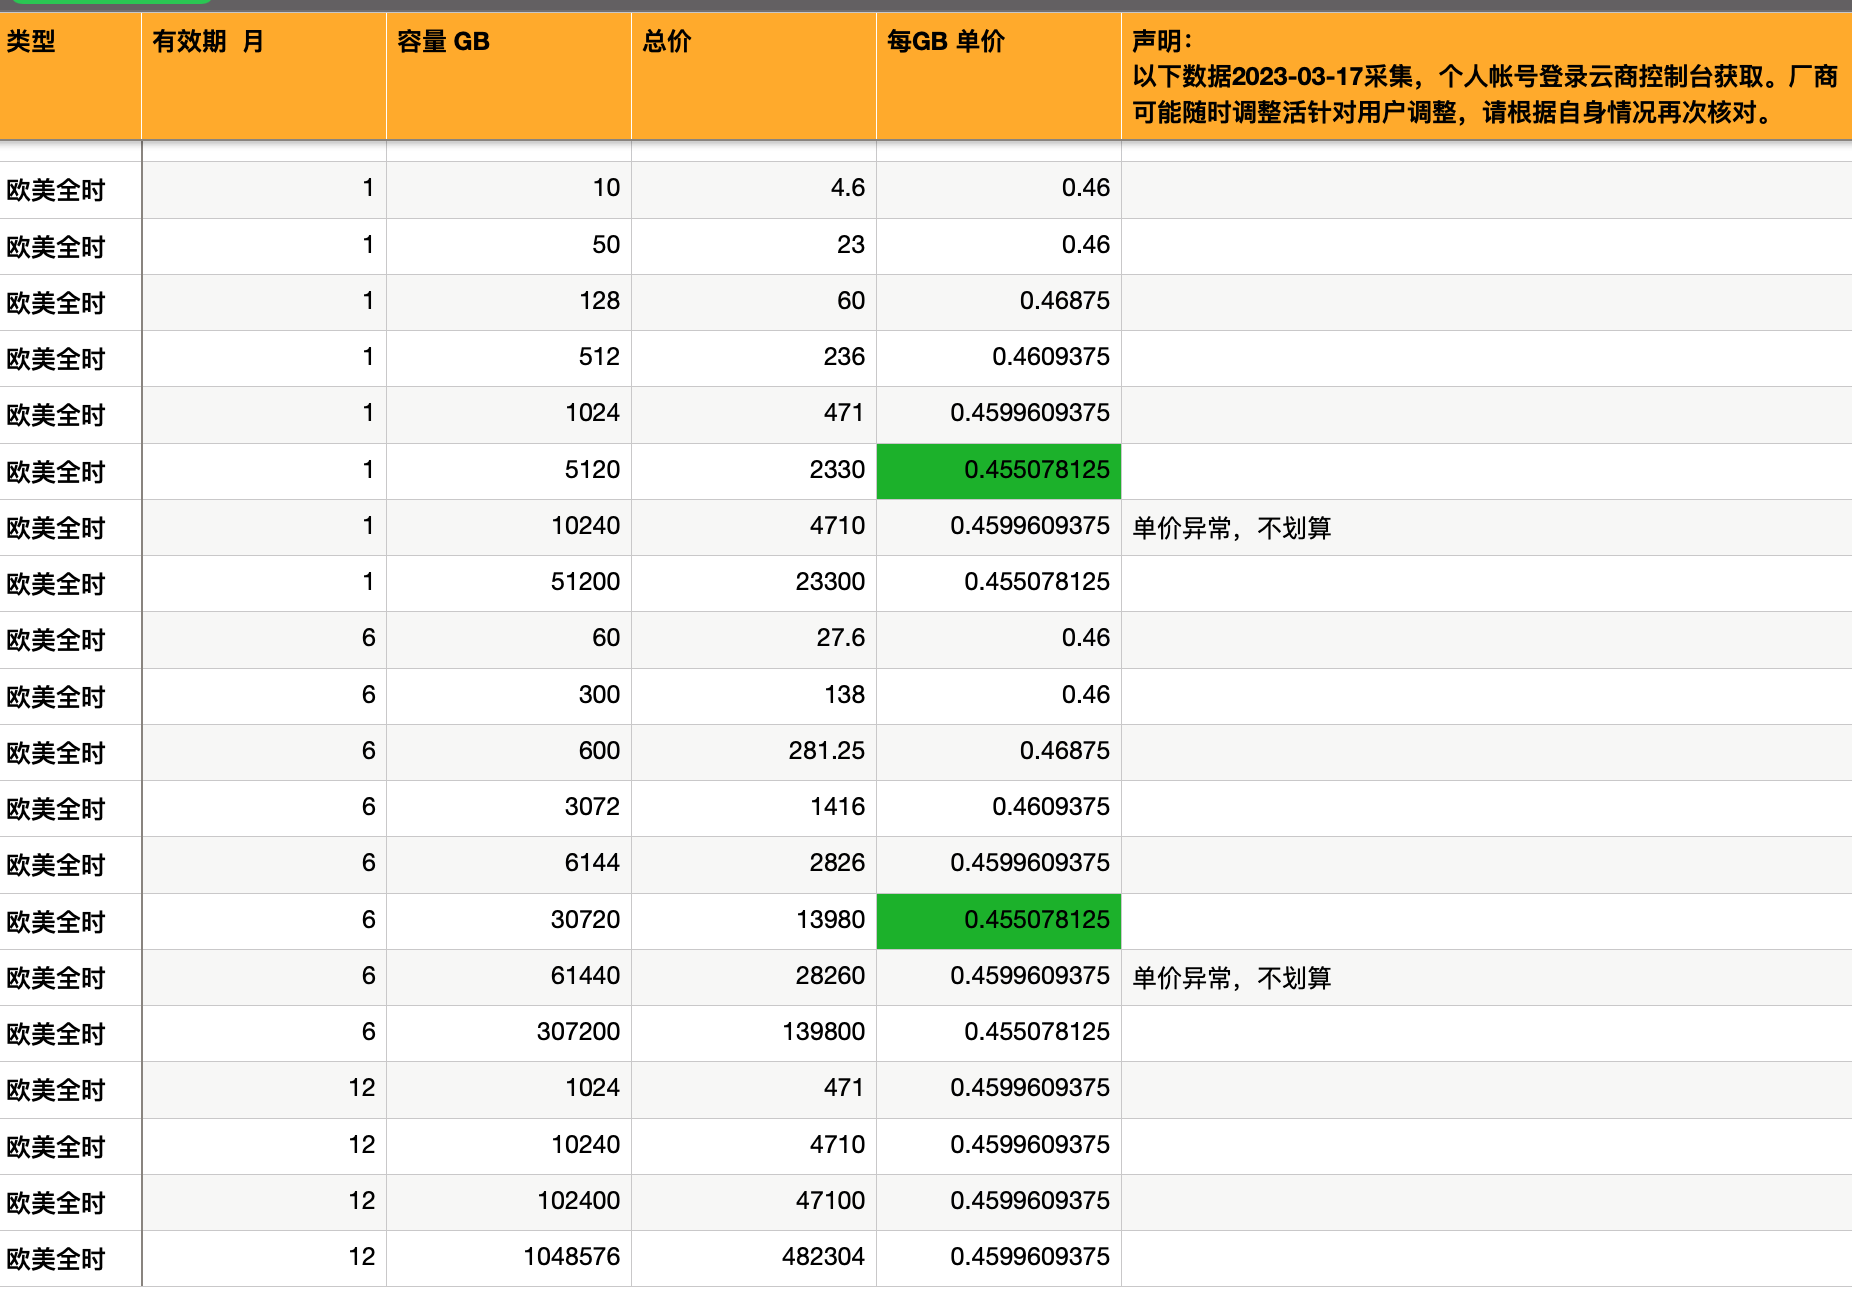 类型 有效期 月 容量 GB 总价 每GB 单价 声明：
以下数据2023-03-17采集，个人帐号登录云商控制台获取。厂商
可能随时调整活针对用户调整，请根据自身情况再次核对。
欧美全时 1 10 4.6 0.46
欧美全时 1 50 23 0.46
欧美全时 1 128 60 0.46875
欧美全时 1 512 236 0.4609375
欧美全时 1 1024 471 0.4599609375
欧美全时 1 5120 2330 0.455078125
欧美全时 1 10240 4710 0.4599609375 单价异常，不划算
欧美全时 1 51200 23300 0.455078125
欧美全时 6 60 27.6 0.46
欧美全时 6 300 138 0.46
欧美全时 6 600 281.25 0.46875
欧美全时 6 3072 1416 0.4609375
欧美全时 6 6144 2826 0.4599609375
欧美全时 6 30720 13980 0.455078125
欧美全时 6 61440 28260 0.4599609375 单价异常，不划算
欧美全时 6 307200 139800 0.455078125
欧美全时 12 1024 471 0.4599609375
欧美全时 12 10240 4710 0.4599609375
欧美全时 12 102400 47100 0.4599609375
欧美全时 12 1048576 482304 0.4599609375